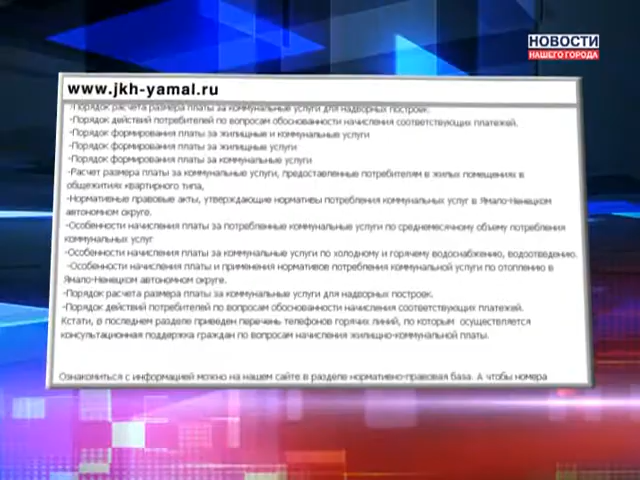 НОВОСТИ
НАШЕГО ГОРОДА
www.jkh-yamal.ru
-Порядок расчета размера платы за коммунальные услуги для надворных построек.
-Порядок действий потребителей по вопросам обоснованности начисления соответствующих платежей.
-Порядок формирования платы за жилищные и коммунальные услуги
-Порядок формирования платы за жилищные услуги
-Порядок формирования платы за коммунальные услуги
-Расчет размера платы за коммунальные услуги, предоставленные потребителям в жилых помещениях в
общежитиях квартирного типа,
-Нормативные правовые акты, утверждающие нормативы потребления коммунальных услуг в Ямало-Ненецком
автономном округе.
-Особенности начисления платы за потребленные коммунальные услуги по среднемесячному объему потребления
коммунальных услуг
-Особенности начисления платы за коммунальные услуги по холодному и горячему водоснабжению, водоотведению.
-Особенности начисления платы и применения нормативов потребления коммунальной услуги по отоплению в
Ямало-Ненецком автономном округе.
-Порядок расчета размера платы за коммунальные услуги для надворных построек.
-Порядок действий потребителей по вопросам обоснованности начисления соответствующих платежей.
Кстати, в последнем разделе приведен перечень телефонов горячих линий, по которым осуществляется
консультационная поддержка граждан по вопросам начисления жилищно-коммунальной платы.
Ознакомиться с информацией можно на нашем сайте в разделе нормативно-правовая база. А чтобы номера